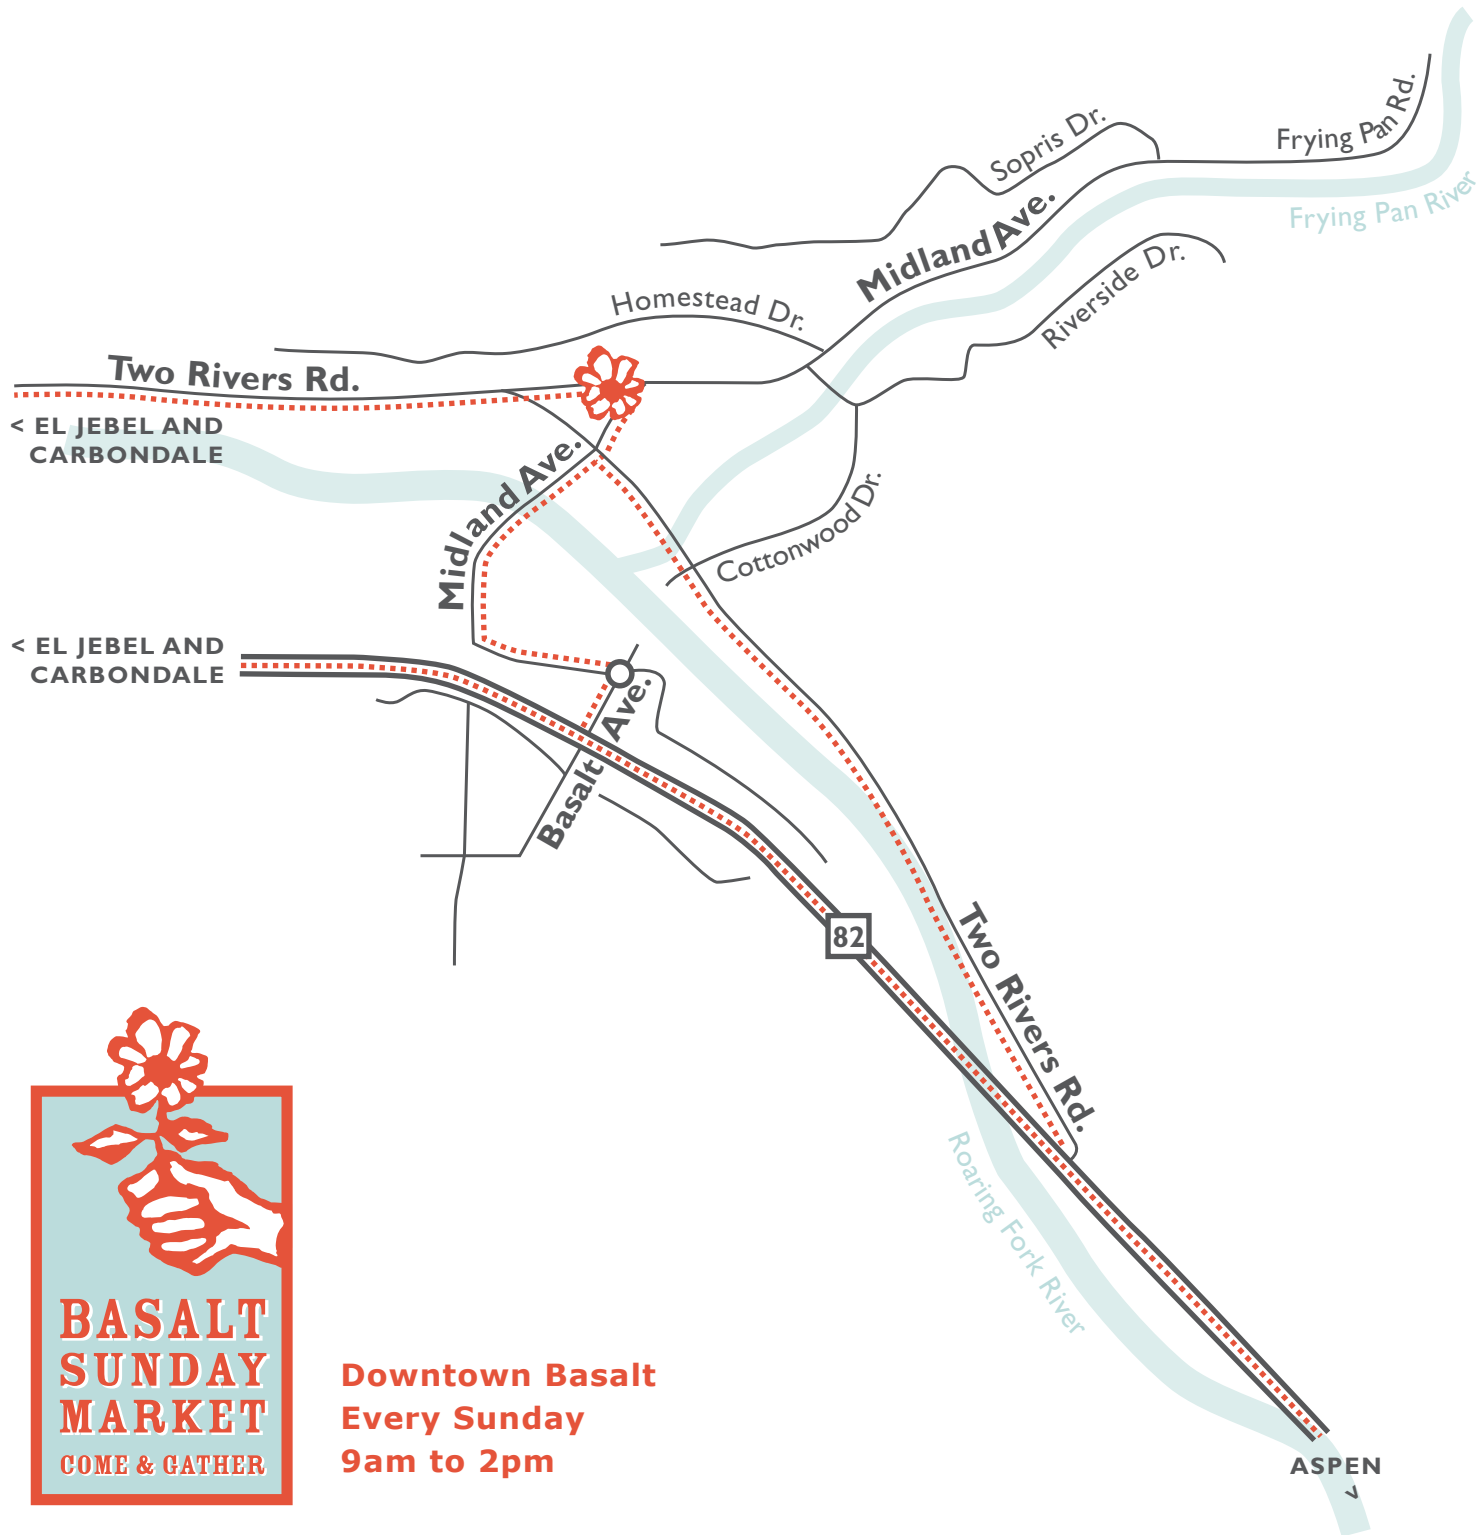 Frying Pan Rd.
Sopris Dr.
Frying Pan River
Midland Ave.
Riverside Dr.
Homestead Dr.
Two Rivers Rd.
< EL JEBEL AND
CARBONDALE
Midland Ave.
Cottonwood Dr.
< EL JEBEL AND
CARBONDALE
Basalt Ave.
82
Two Rivers Rd.
Roaring Fork River
BASALT
SUNDAY
MARKET
COME & GATHER
Downtown Basalt
Every Sunday
9am to 2pm
ASPEN
>